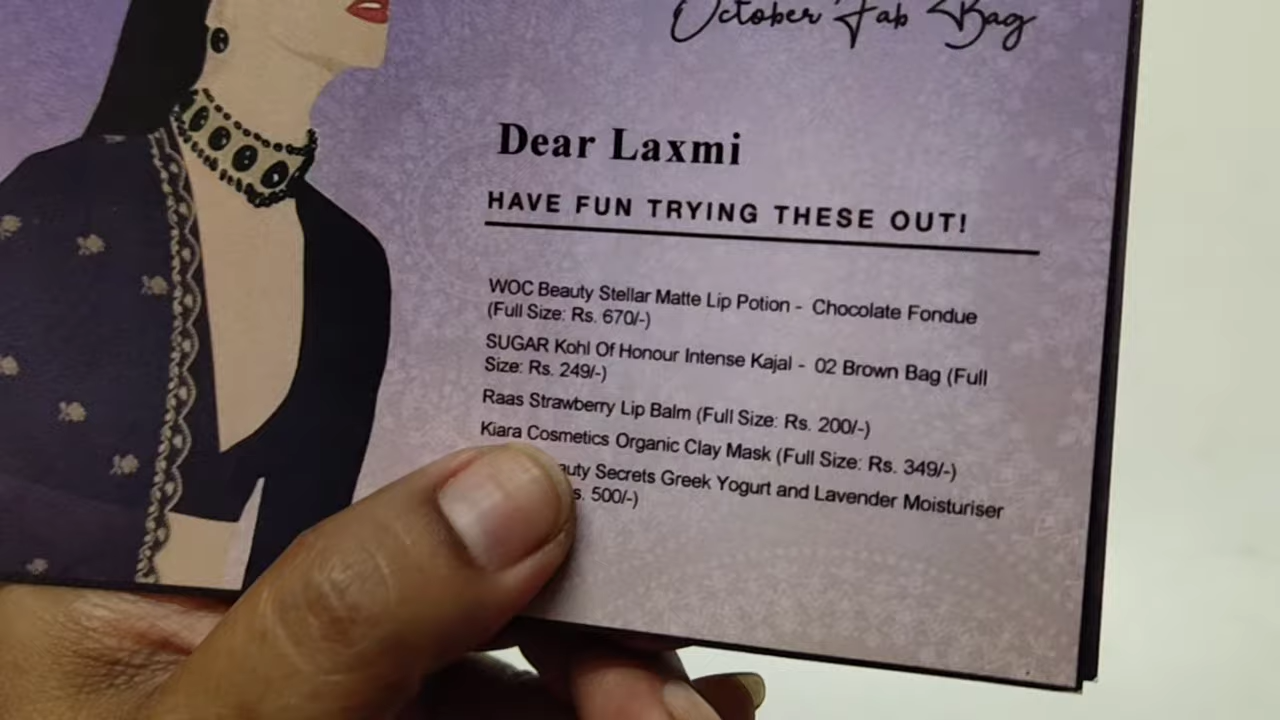 October Fab Bag
Dear Laxmi
HAVE FUN TRYING THESE OUT!
WOC Beauty Stellar Matte Lip Potion - Chocolate Fondue
(Full Size: Rs. 670/-)
SUGAR Kohl Of Honour Intense Kajal - 02 Brown Bag (Full
Size: Rs. 249/-)
Raas Strawberry Lip Balm (Full Size: Rs. 200/-)
Kiara Cosmetics Organic Clay Mask (Full Size: Rs. 349/-)
Secrets Greek Yogurt and Lavender Moisturiser
500/-)